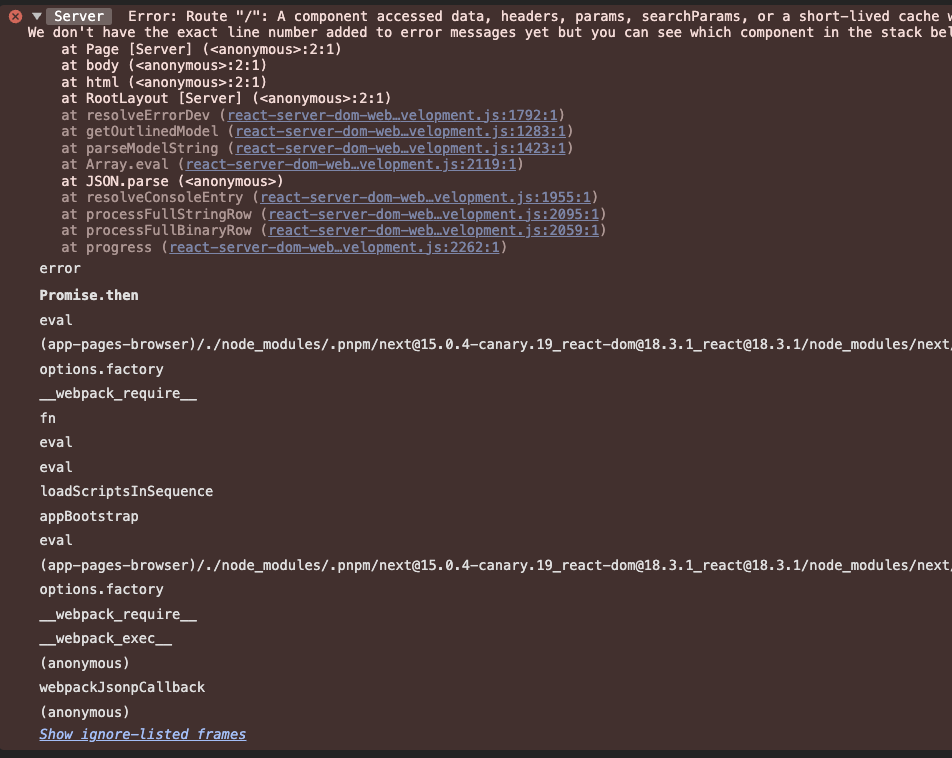 Server Error: Route "/": A component accessed data, headers, params, searchParams, or a short-lived cache
We don't have the exact line number added to error messages yet but you can see which component in the stack
at Page [Server] (<anonymous>:2:1)
at body (<anonymous>:2:1)
at html (<anonymous>:2:1)
at RootLayout [Server] (<anonymous>:2:1)
at resolveErrorDev (react-server-dom-web…velopment.js:1792:1)
at getOutlinedModel (react-server-dom-web…velopment.js:1283:1)
at parseModelString (react-server-dom-web…velopment.js:1423:1)
at Array.eval (react-server-dom-web…velopment.js:2119:1)
at JSON.parse (<anonymous>)
at resolveConsoleEntry (react-server-dom-web…velopment.js:1955:1)
at processFullStringRow (react-server-dom-web…velopment.js:2095:1)
at processFullBinaryRow (react-server-dom-web…velopment.js:2059:1)
at progress (react-server-dom-web…velopment.js:2262:1)
error
Promise.then
eval
(app-pages-browser)/./node_modules/.pnpm/next@15.0.4-canary.19_react-dom@18.3.1_react@18.3.1/node_modules/next/
options.factory
__webpack_require__
fn
eval
eval
loadScriptsInSequence
appBootstrap
eval
(app-pages-browser)/./node_modules/.pnpm/next@15.0.4-canary.19_react-dom@18.3.1_react@18.3.1/node_modules/next/
options.factory
__webpack_require__
__webpack_exec__
(anonymous)
webpackJsonpCallback
(anonymous)
Show ignore-listed frames